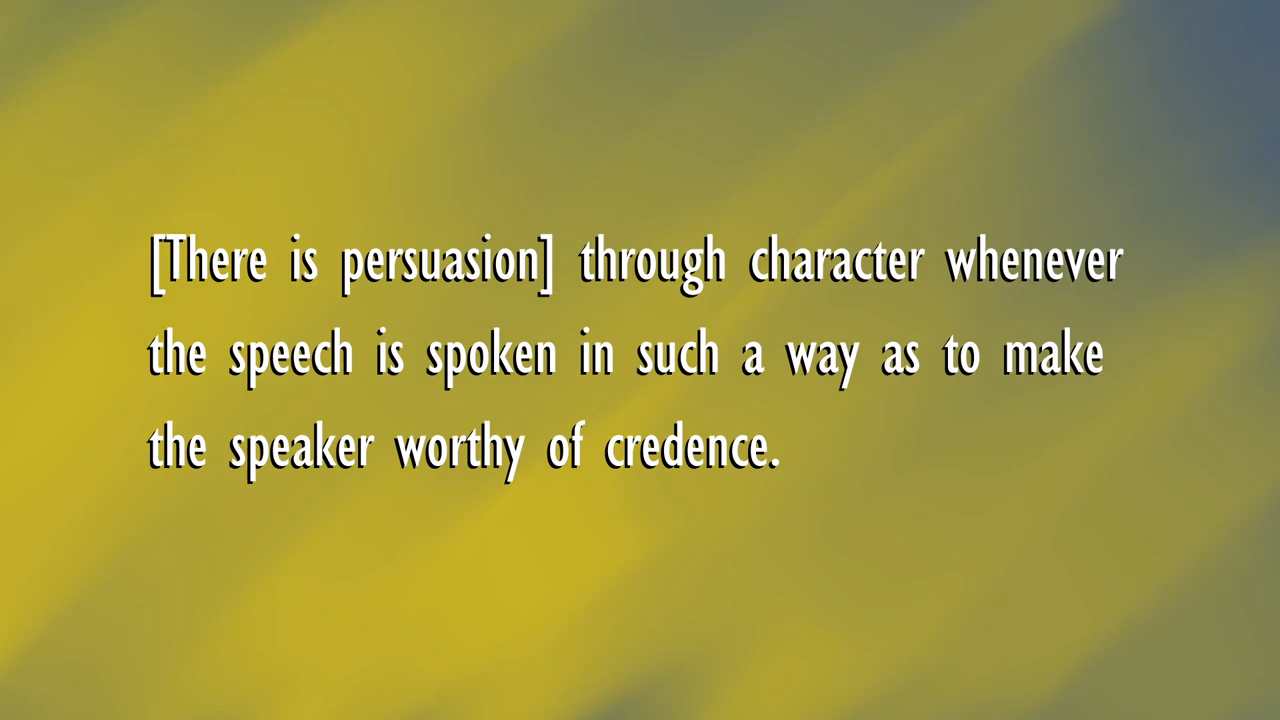 [There is persuasion] through character whenever
the speech is spoken in such a way as to make
the speaker worthy of credence.